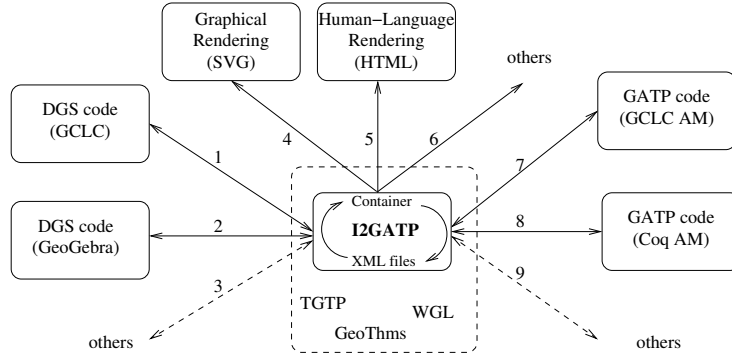 Graphical
Rendering
(SVG)
Human−Language
Rendering
(HTML)
others
DGS code
(GCLC)
GATP code
(GCLC AM)
4
5
6
1
7
Container
I2GATP
XML files
DGS code
(GeoGebra)
2
8
GATP code
(Coq AM)
3
9
TGTP
WGL
GeoThms
others
others